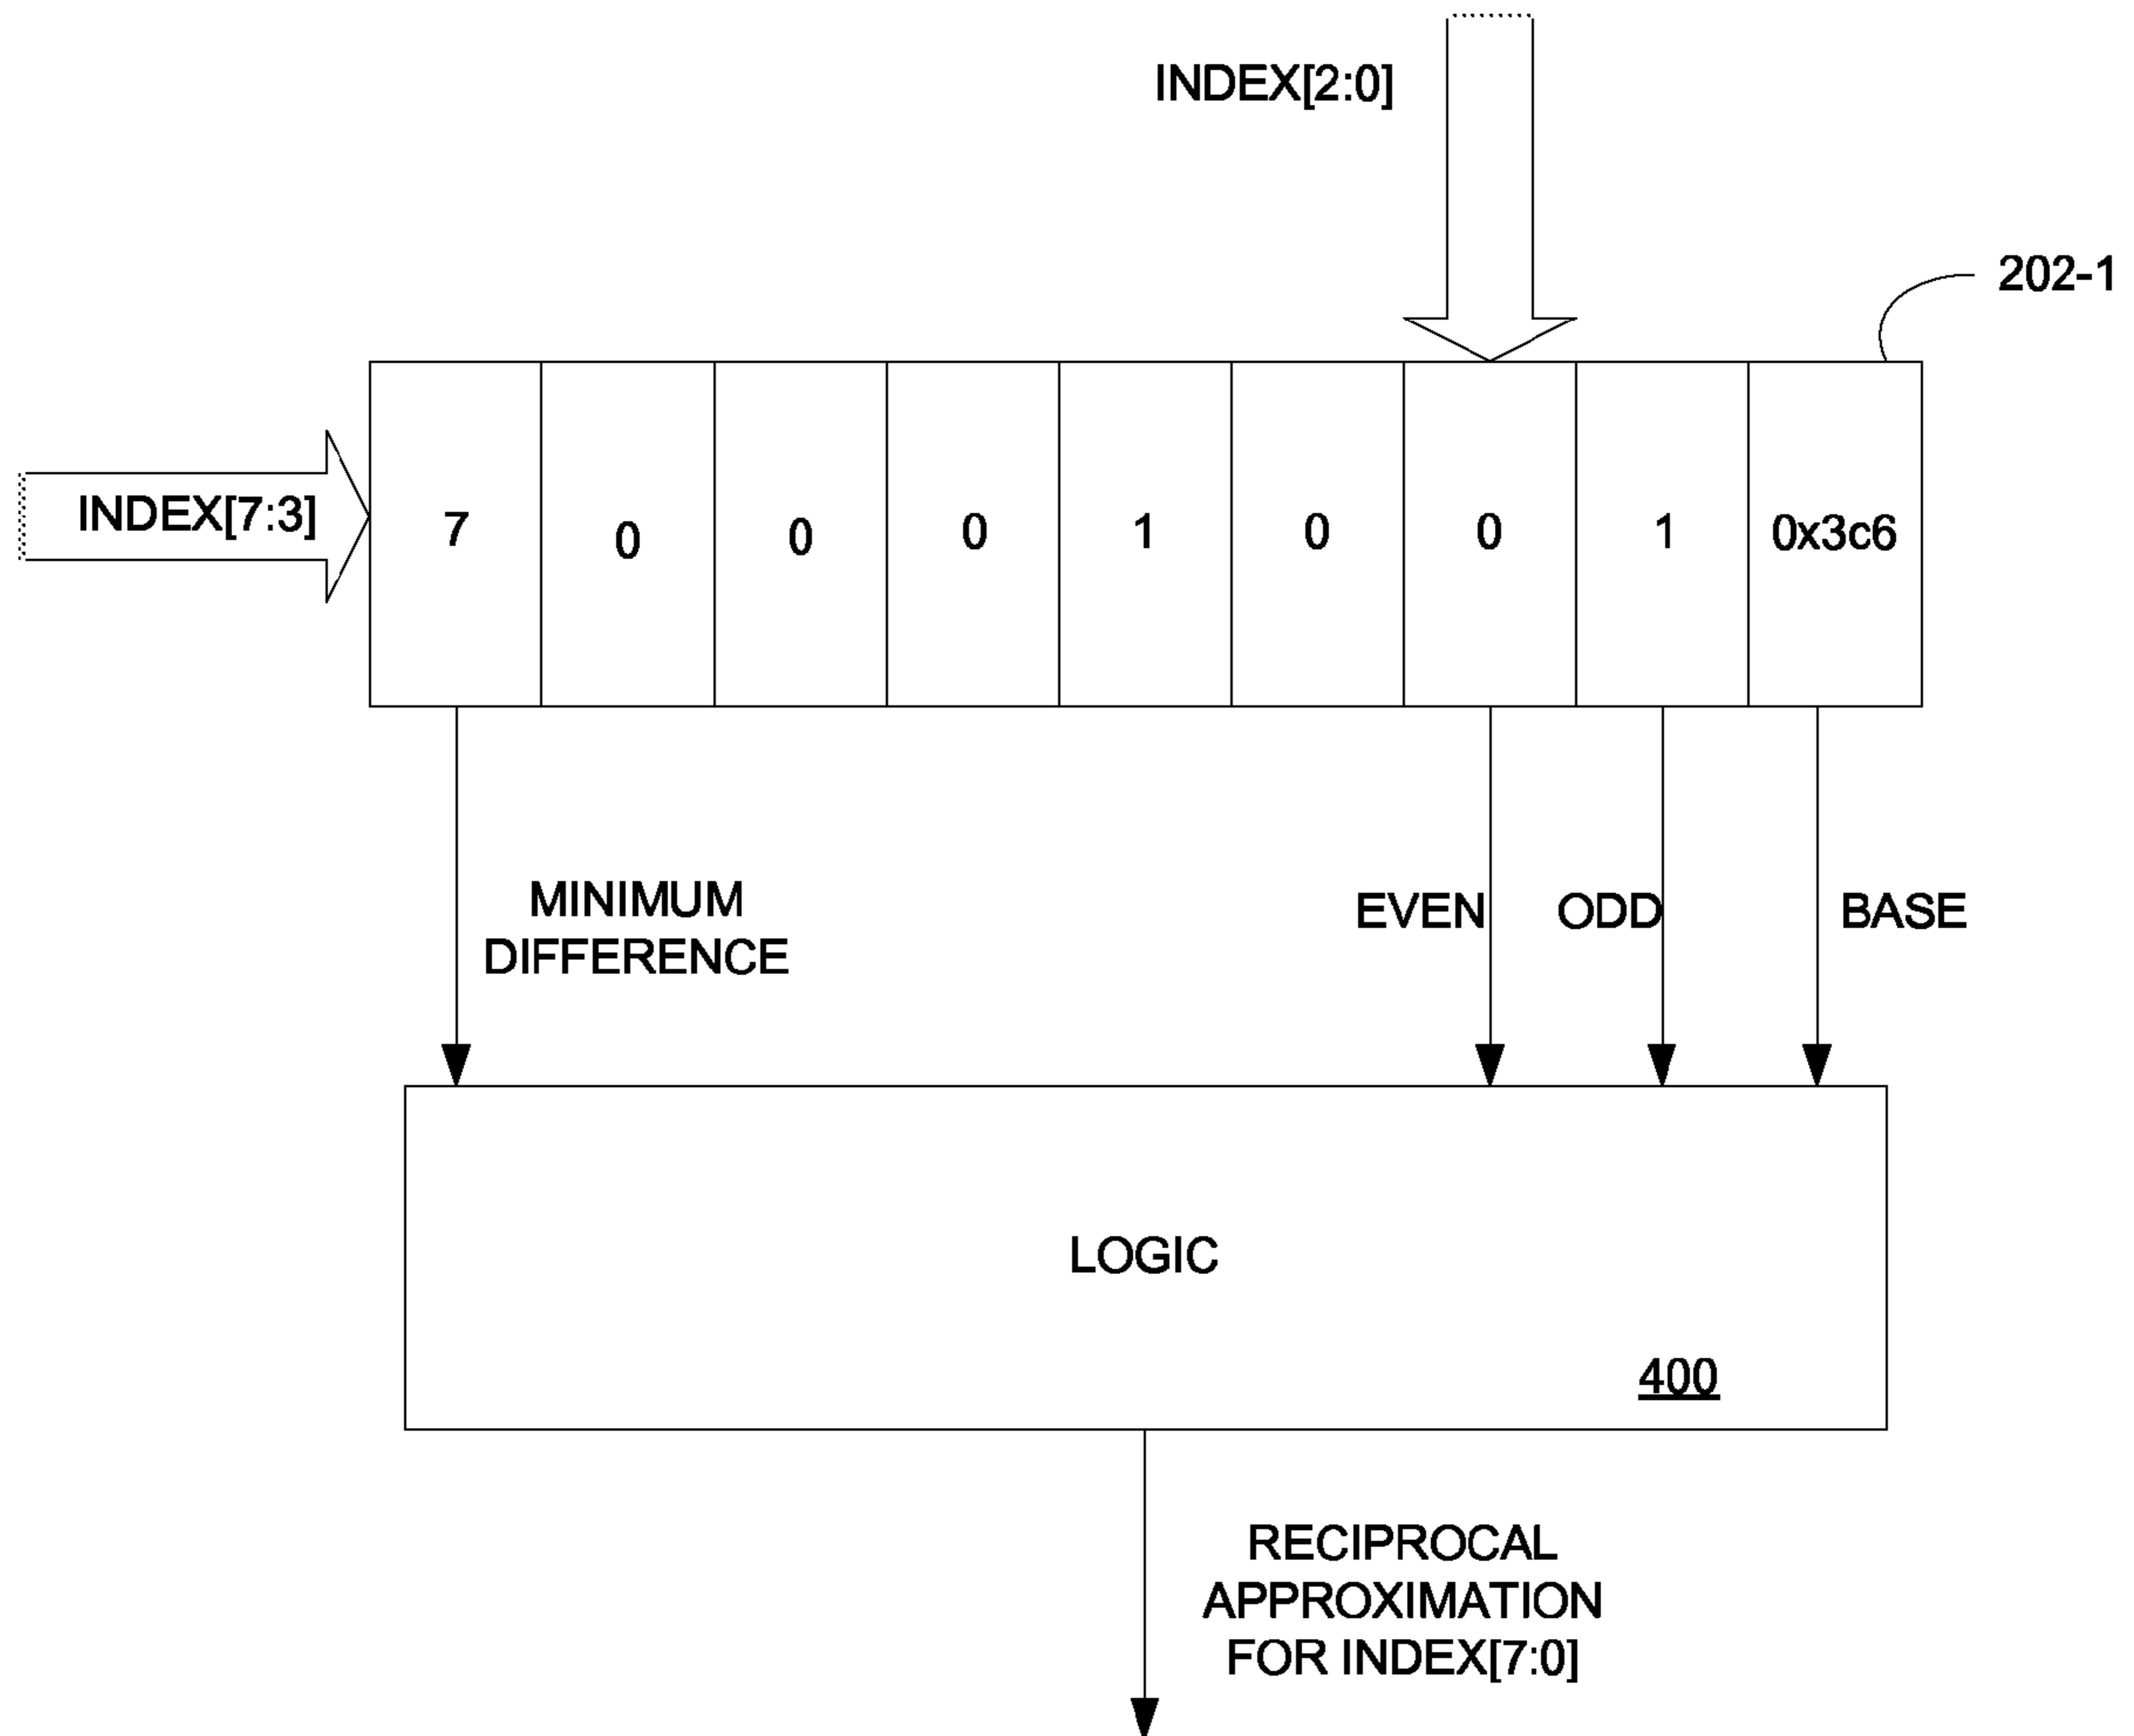 INDEX[2:0]
202-1
INDEX[7:3]
7 0 0 0 1 0 0 1 0x3c6
MINIMUM
DIFFERENCE
EVEN
ODD
BASE
LOGIC
400
RECIPROCAL
APPROXIMATION
FOR INDEX[7:0]